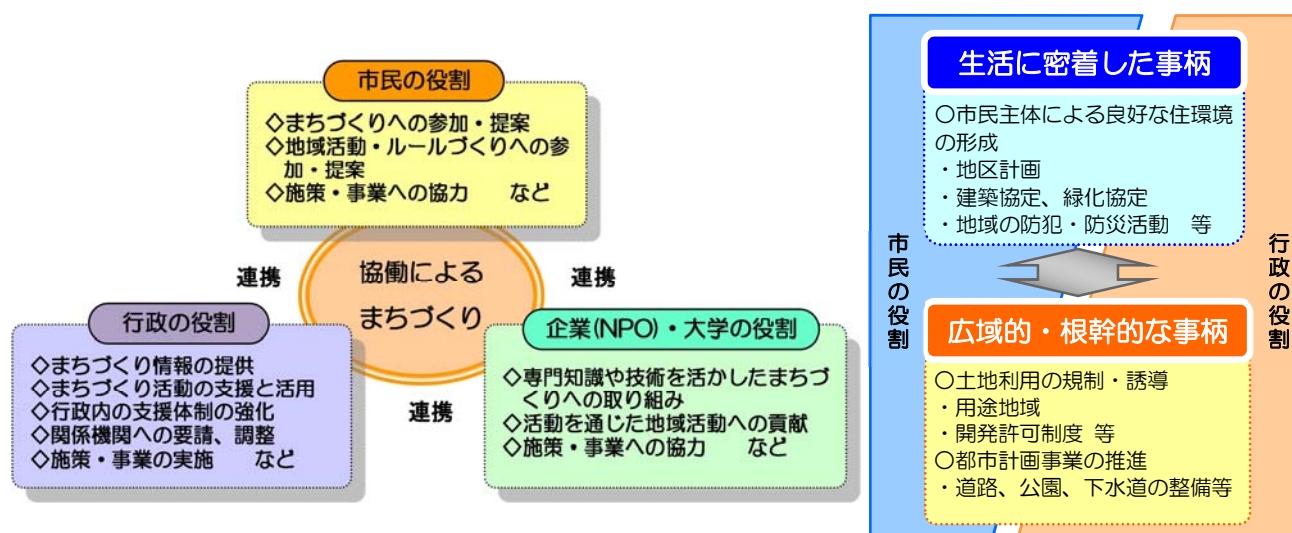 市民の役割
◇まちづくりへの参加・提案
◇地域活動・ルールづくりへの参
加・提案
◇施策・事業への協力　　など
連携
協働による
まちづくり
連携
行政の役割
◇まちづくり情報の提供
◇まちづくり活動の支援と活用
◇行政内の支援体制の強化
◇関係機関への要請、調整
◇施策・事業の実施　　など
連携
企業(NPO)・大学の役割
◇専門知識や技術を活かしたまちづ
くりへの取り組み
◇活動を通じた地域活動への貢献
◇施策・事業への協力　　など
市民の役割
生活に密着した事柄
〇市民主体による良好な住環境
の形成
・地区計画
・建築協定、緑化協定
・地域の防犯・防災活動　等
広域的・根幹的な事柄
〇土地利用の規制・誘導
・用途地域
・開発許可制度 等
〇都市計画事業の推進
・道路、公園、下水道の整備等
行政の役割